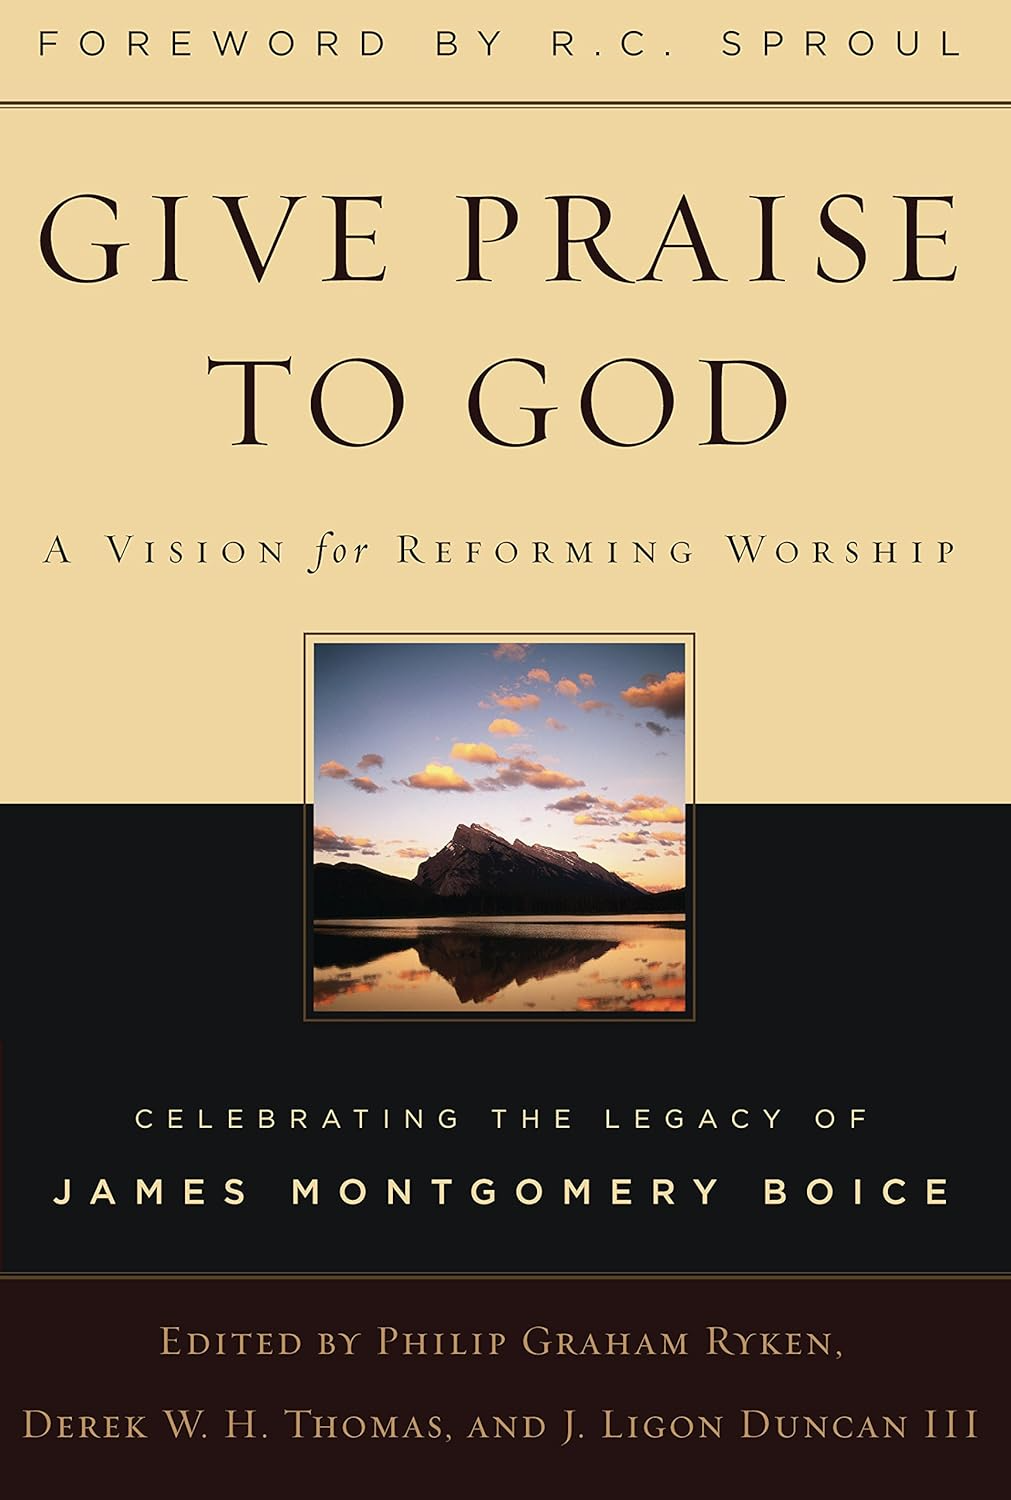 FOREWORD BY R.C. SPROUL
GIVE PRAISE
TO GOD
A VISION for REFORMING WORSHIP
CELEBRATING THE LEGACY OF
JAMES MONTGOMERY BOICE
EDITED BY PHILIP GRAHAM RYKEN,
DEREK W. H. THOMAS, AND J. LIGON DUNCAN III